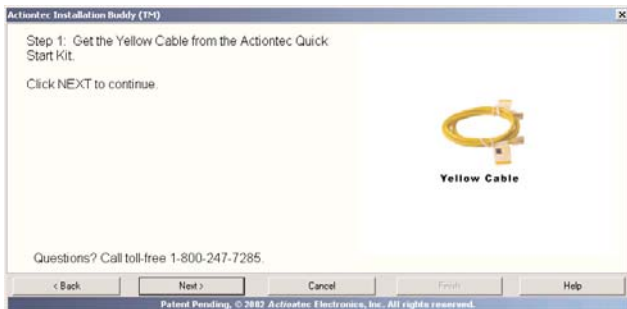 Actiontec Installation Buddy (TM)
Step 1: Get the Yellow Cable from the Actiontec Quick
Start Kit.
Click NEXT to continue.
Yellow Cable
Questions? Call toll-free 1-800-247-7285.
< Back
Next >
Cancel
Finish
Help
Patent Pending, © 2002 Actiontec Electronics, Inc. All rights reserved.